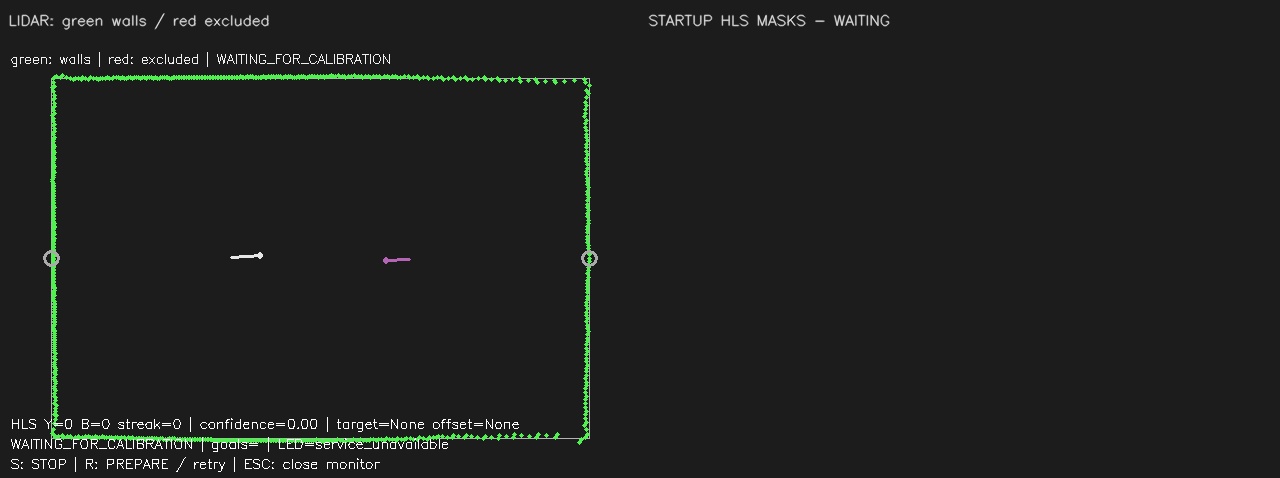 LIDAR: green walls / red excluded
STARTUP HLS MASKS - WAITING
green: walls | red: excluded | WAITING_FOR_CALIBRATION
HLS Y=0 B=0 streak=0 | confidence=0.00 | target=None offset=None
WAITING_FOR_CALIBRATION | goals= | LED=service_unavailable
S: STOP | R: PREPARE / retry | ESC: close monitor